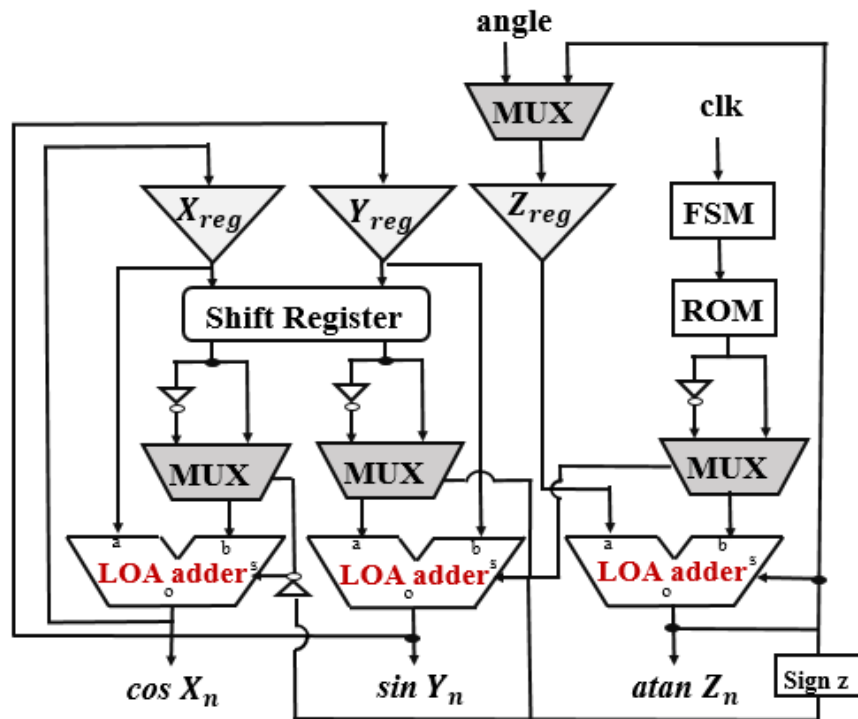 angle
MUX
clk
X_reg
Y_reg
Z_reg
FSM
Shift Register
ROM
MUX
MUX
MUX
a b
LOA adder s
o
a b
LOA adder s
o
a b
LOA adder s
o
cos X_n
sin Y_n
atan Z_n
Sign z